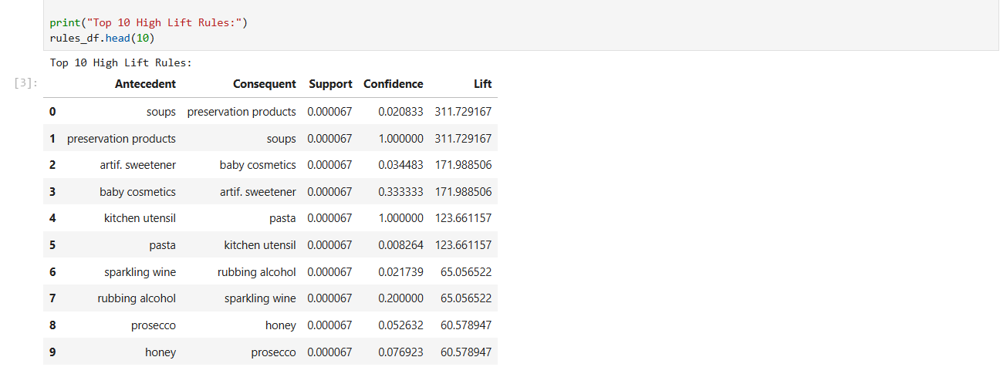 print("Top 10 High Lift Rules:")
rules_df.head(10)
Top 10 High Lift Rules:
[3]:
Antecedent Consequent Support Confidence Lift
0 soups preservation products 0.000067 0.020833 311.729167
1 preservation products soups 0.000067 1.000000 311.729167
2 artif. sweetener baby cosmetics 0.000067 0.034483 171.988506
3 baby cosmetics artif. sweetener 0.000067 0.333333 171.988506
4 kitchen utensil pasta 0.000067 1.000000 123.661157
5 pasta kitchen utensil 0.000067 0.008264 123.661157
6 sparkling wine rubbing alcohol 0.000067 0.021739 65.056522
7 rubbing alcohol sparkling wine 0.000067 0.200000 65.056522
8 prosecco honey 0.000067 0.052632 60.578947
9 honey prosecco 0.000067 0.076923 60.578947